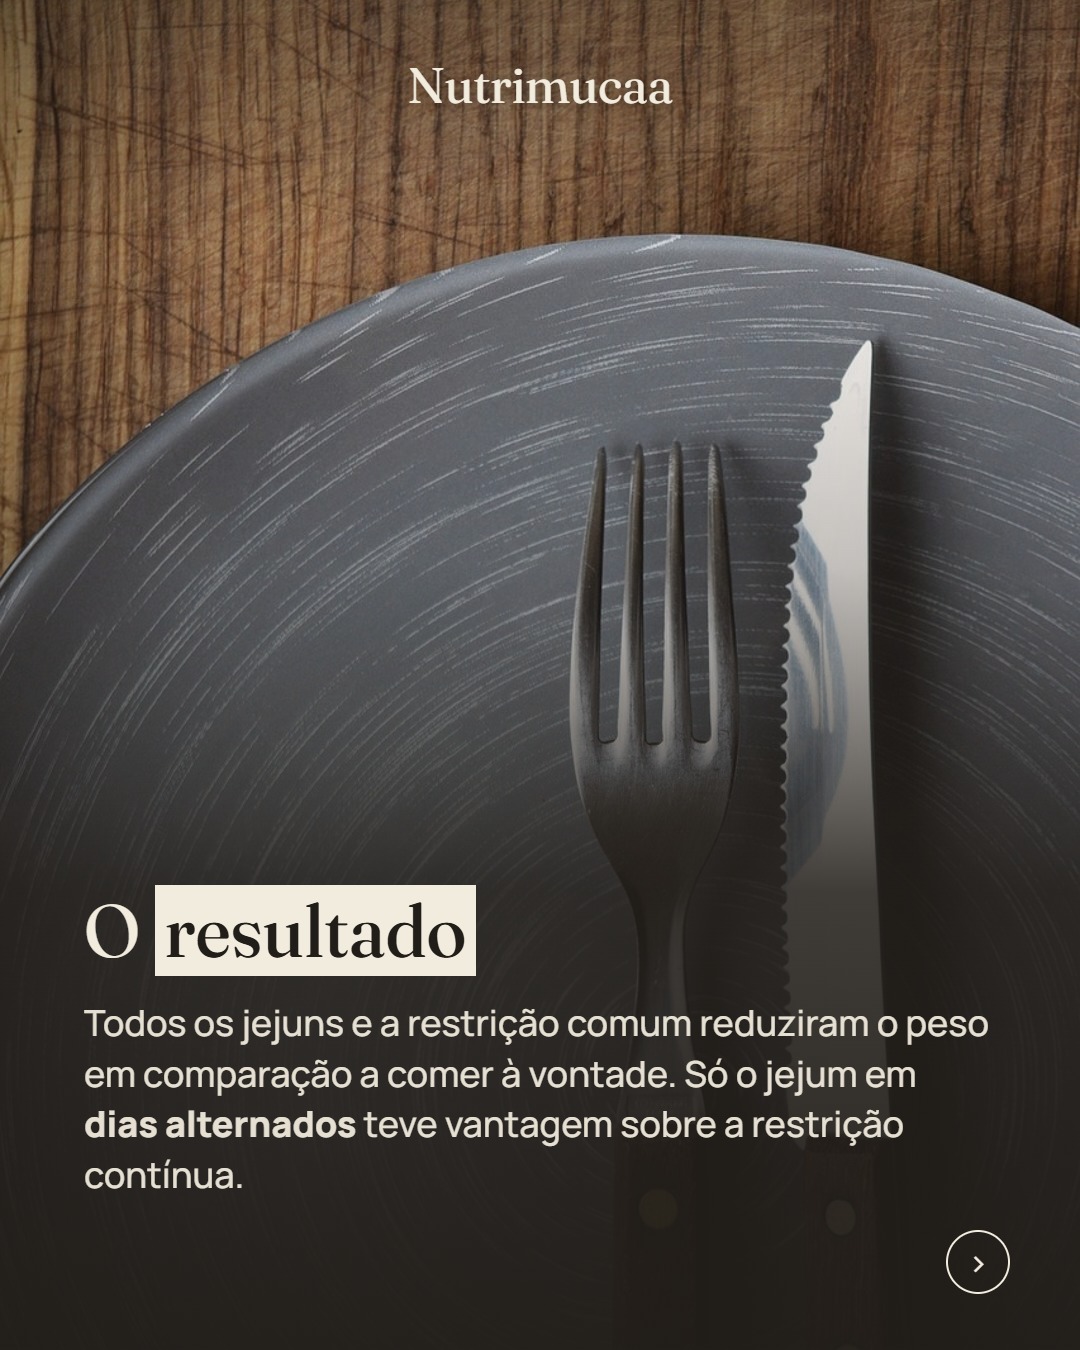 Nutrimucaa
O resultado
Todos os jejuns e a restrição comum reduziram o peso
em comparação a comer à vontade. Só o jejum em
dias alternados teve vantagem sobre a restrição
contínua.